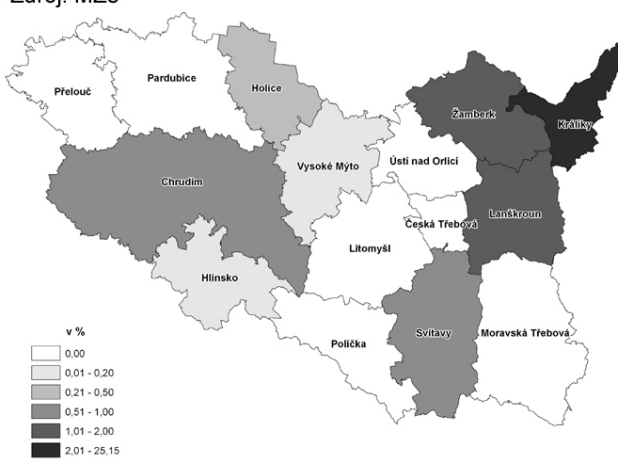 Zdroj: MZe
Přelouč
Pardubice
Holice
Žamberk
Králíky
Vysoké Mýto
Ústi nad Orlicí
Chrudim
Lanškroun
Česká Třebová
Litomyšl
Hlinsko
Svitavy
Moravská Třebová
Polička
v %
0,00
0,01 - 0,20
0,21 - 0,50
0,51 - 1,00
1,01 - 2,00
2,01 - 25,15